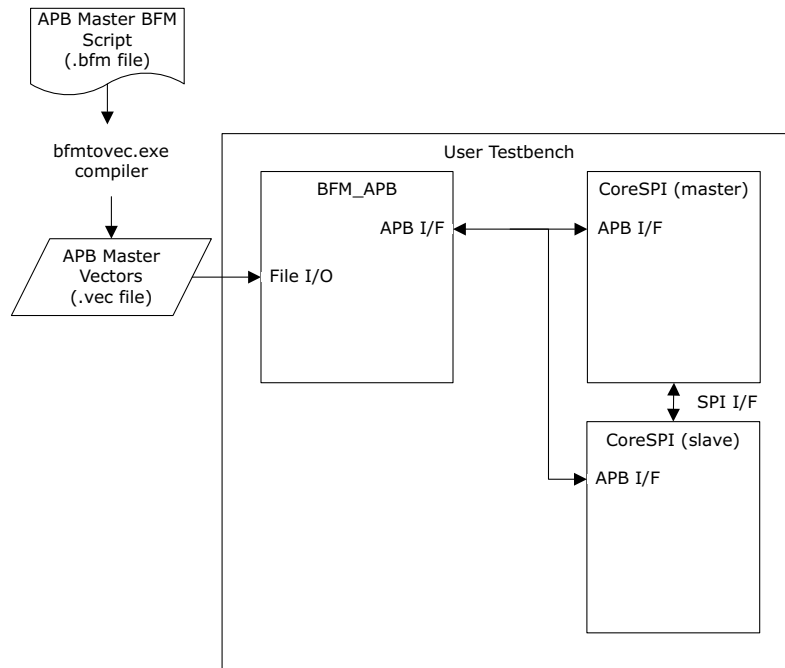 APB Master BFM
Script
(.bfm file)
bfmtovec.exe
compiler
APB Master
Vectors
(.vec file)
User Testbench
BFM_APB
APB I/F
File I/O
CoreSPI (master)
APB I/F
SPI I/F
CoreSPI (slave)
APB I/F